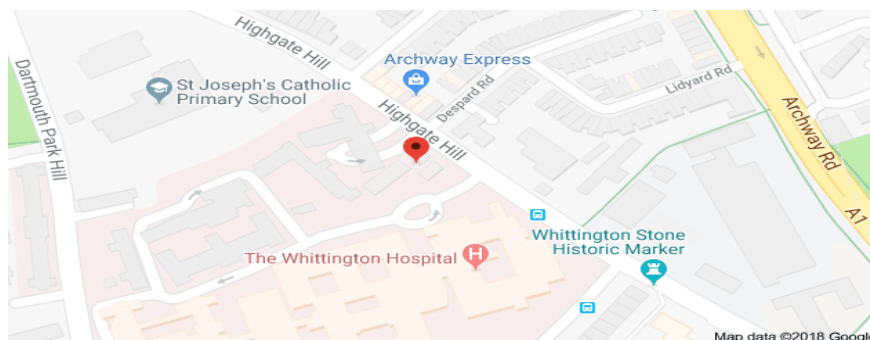 Highgate Hill
Archway Express
St Joseph's Catholic
Primary School
Despard Rd
Lidyard Rd
Dartmouth Park Hill
Highgate Hill
Archway Rd
A1
Whittington Stone
Historic Marker
The Whittington Hospital
H
Map data ©2018 Google